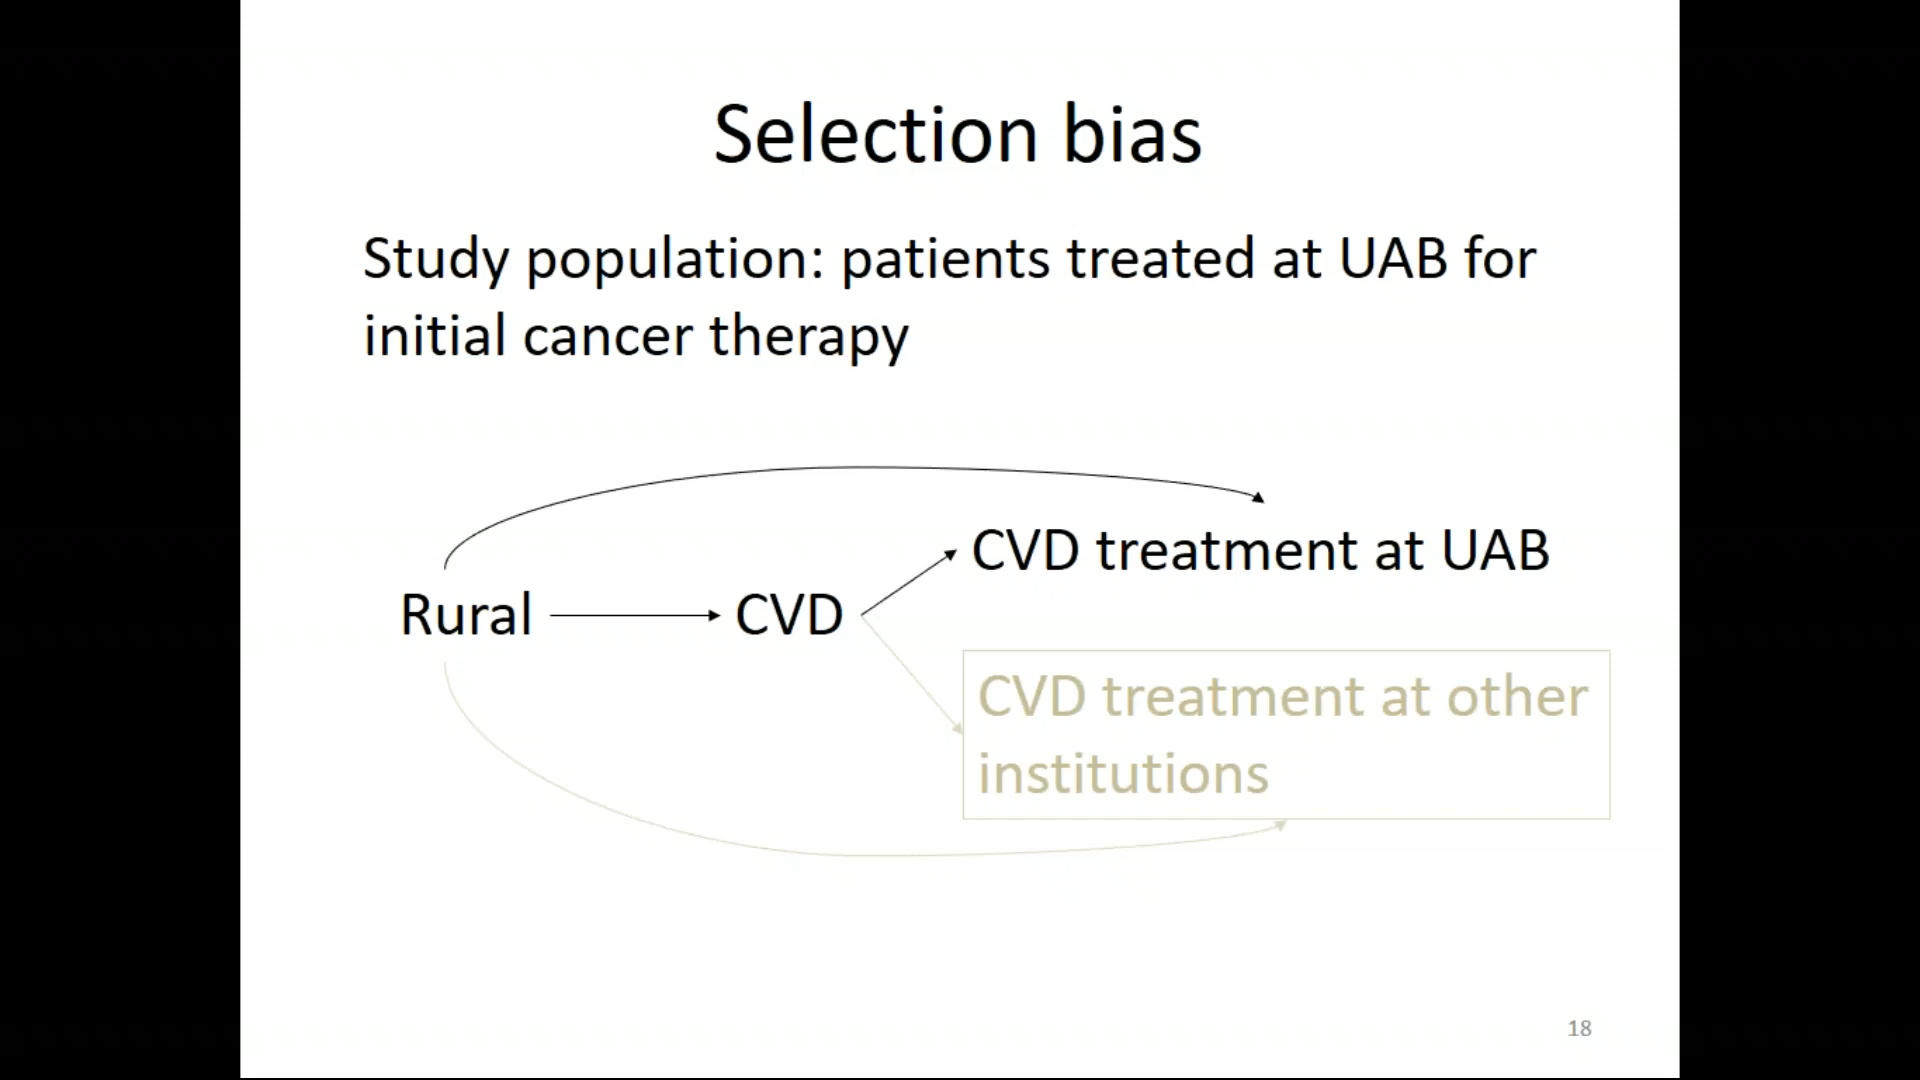 Selection bias
Study population: patients treated at UAB for
initial cancer therapy
CVD treatment at UAB
Rural
CVD
CVD treatment at other
institutions
18